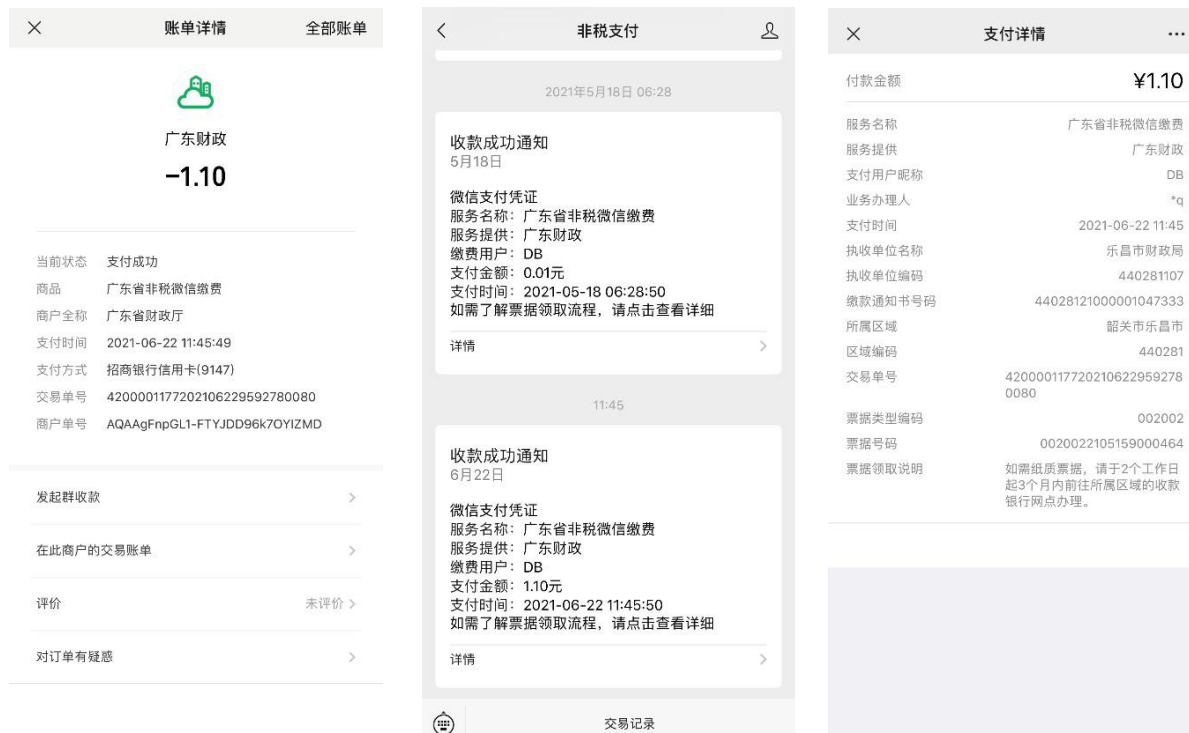 账单详情
全部账单
广东财政
-1.10
当前状态 支付成功
商品 广东省非税微信缴费
商户全称 广东省财政厅
支付时间 2021-06-22 11:45:49
支付方式 招商银行信用卡(9147)
交易单号 4200001177202106229592780080
商户单号 AQAAgFnpGL1-FTYJDD96k7OYIZMD
发起群收款
在此商户的交易账单
评价 未评价
对订单有疑惑
非税支付
2021年5月18日 06:28
收款成功通知
5月18日
微信支付凭证
服务名称：广东省非税微信缴费
服务提供：广东财政
缴费用户：DB
支付金额：0.01元
支付时间：2021-05-18 06:28:50
如需了解票据领取流程，请点击查看详细
详情
11:45
收款成功通知
6月22日
微信支付凭证
服务名称：广东省非税微信缴费
服务提供：广东财政
缴费用户：DB
支付金额：1.10元
支付时间：2021-06-22 11:45:50
如需了解票据领取流程，请点击查看详细
详情
交易记录
支付详情
付款金额 ¥1.10
服务名称 广东省非税微信缴费
服务提供 广东财政
支付用户昵称 DB
业务办理人 *q
支付时间 2021-06-22 11:45
执收单位名称 乐昌市财政局
执收单位编码 440281107
缴款通知书号码 44028121000001047333
所属区域 韶关市乐昌市
区域编码 440281
交易单号 420000117720210622959278
0080
票据类型编码 002002
票据号码 0020022105159000464
票据领取说明 如需纸质票据，请于2个工作日
起3个月内前往所属区域的收款
银行网点办理。